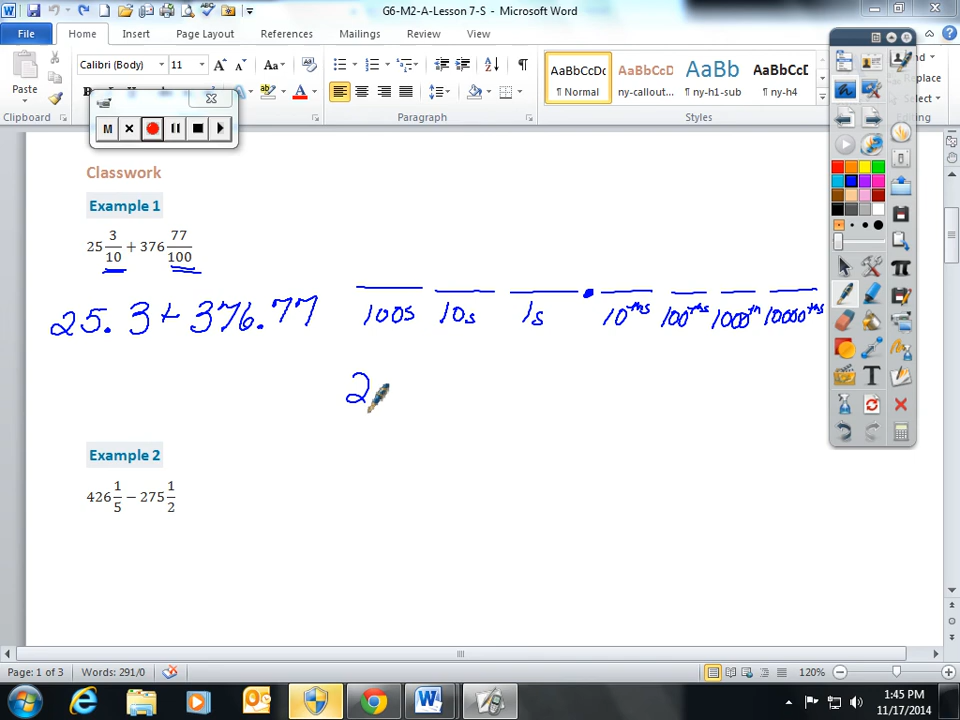 G6-M2-A-Lesson 7-S - Microsoft Word
File Home Insert Page Layout References Mailings Review View
Calibri (Body) 11 Aa
AaBbCcDc AaBbCcD AaBb AaBbCc
Paste ¶ Normal ny-callout... ¶ ny-h1-sub ¶ ny-h4 Select
Clipboard Paragraph Styles
M
Classwork
Example 1
25 3/10 + 376 77/100
25.3 + 376.77
100s 10s 1s . 10ths 100ths 1000th 10000ths
2
Example 2
426 1/5 − 275 1/2
Page: 1 of 3 Words: 291/0 120%
1:45 PM
11/17/2014